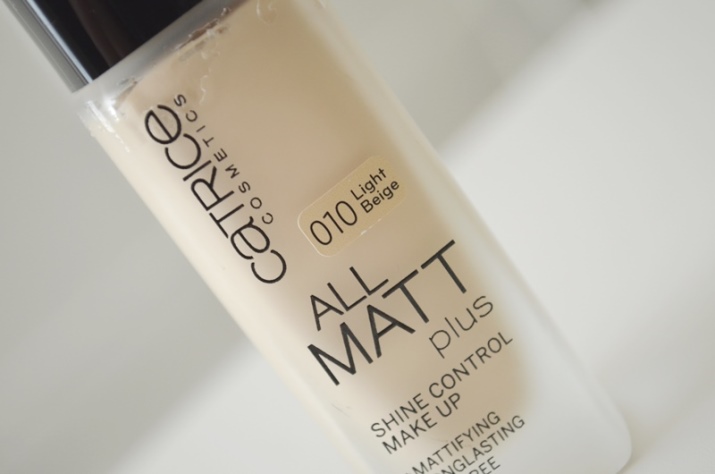 CATRICE
COSMETICS
010 Light
Beige
ALL
MATT
plus
SHINE CONTROL
MAKE UP
MATTIFYING